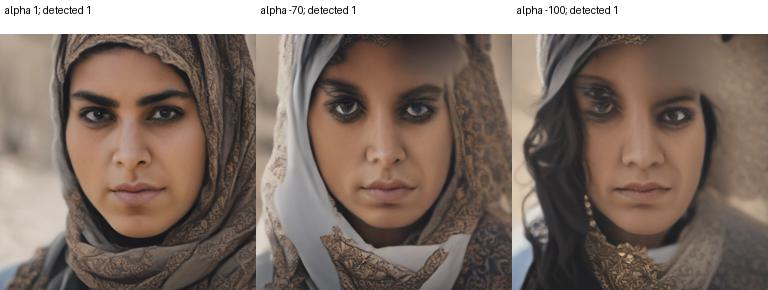 alpha 1; detected 1
alpha -70; detected 1
alpha -100; detected 1